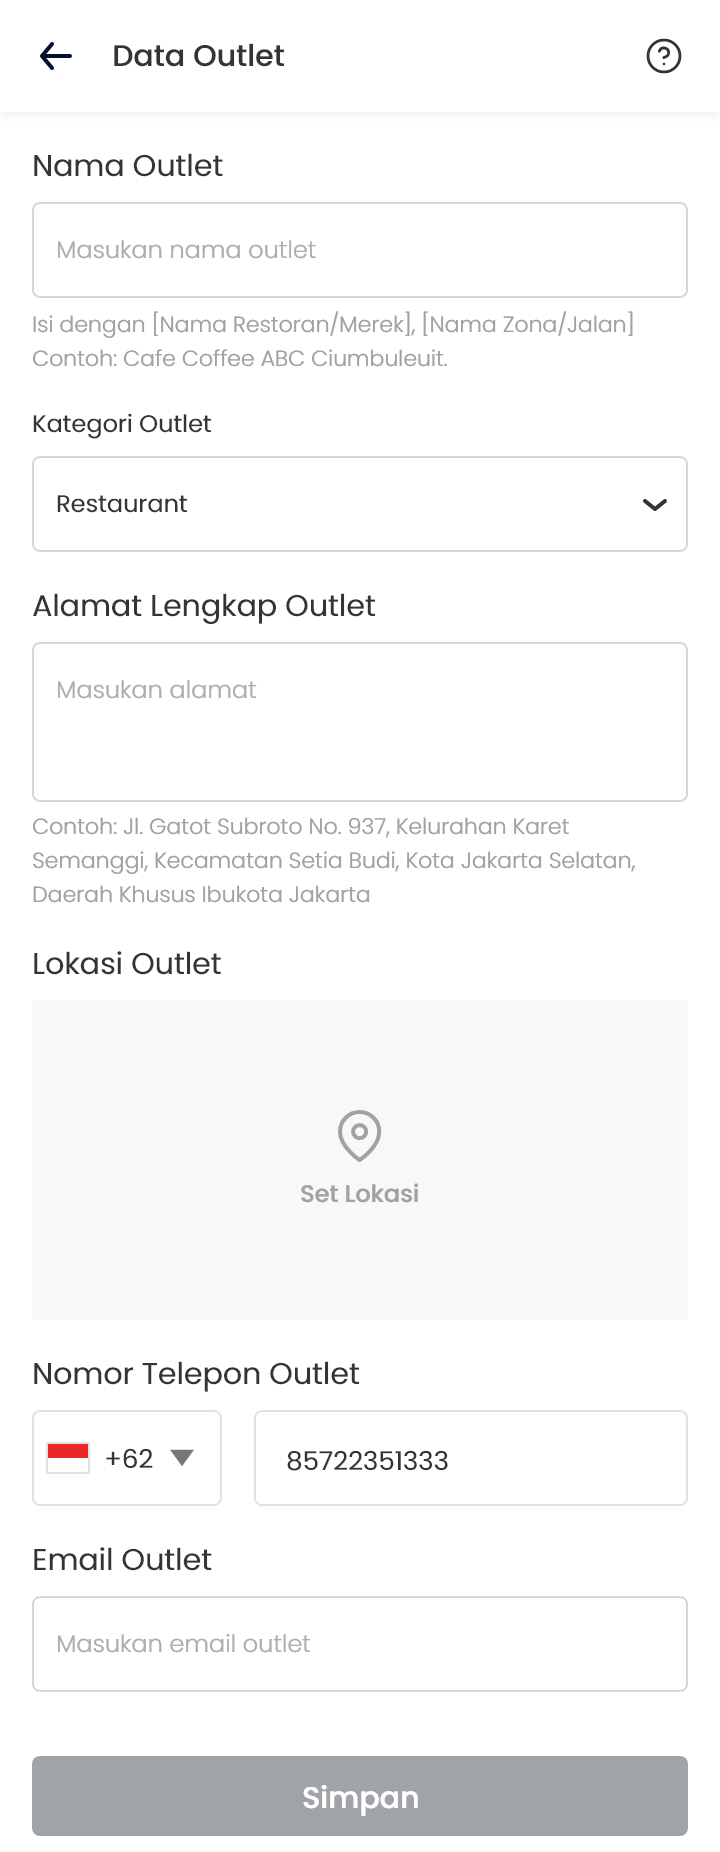 Data Outlet
Nama Outlet
Masukan nama outlet
Isi dengan [Nama Restoran/Merek], [Nama Zona/Jalan]
Contoh: Cafe Coffee ABC Ciumbuleuit.
Kategori Outlet
Restaurant
Alamat Lengkap Outlet
Masukan alamat
Contoh: Jl. Gatot Subroto No. 937, Kelurahan Karet
Semanggi, Kecamatan Setia Budi, Kota Jakarta Selatan,
Daerah Khusus Ibukota Jakarta
Lokasi Outlet
Set Lokasi
Nomor Telepon Outlet
+62 85722351333
Email Outlet
Masukan email outlet
Simpan